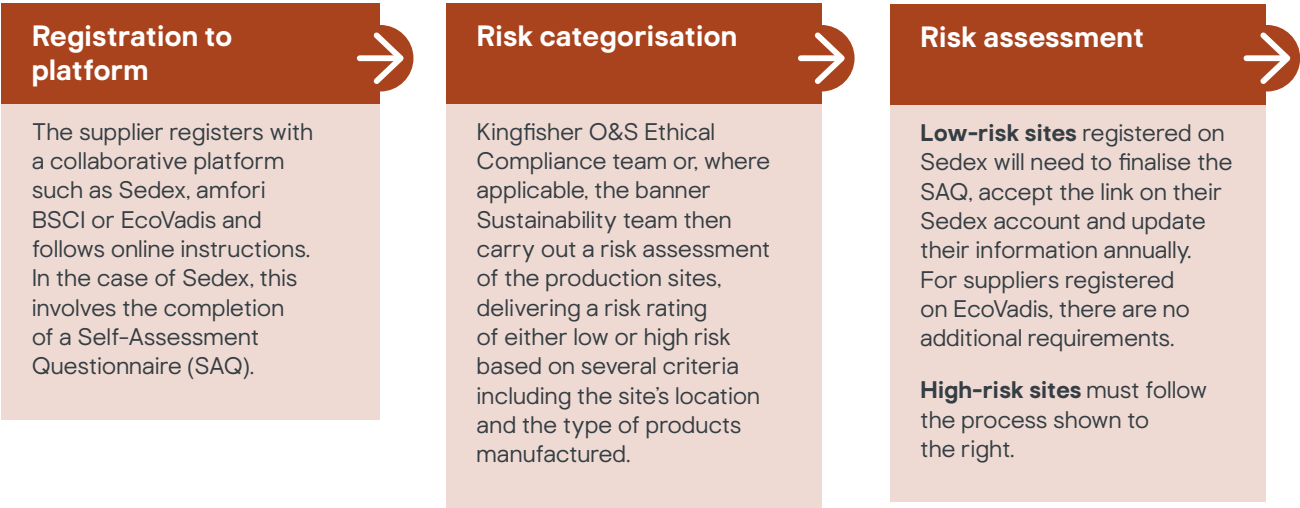 Registration to
platform
The supplier registers with
a collaborative platform
such as Sedex, amfori
BSCI or EcoVadis and
follows online instructions.
In the case of Sedex, this
involves the completion
of a Self-Assessment
Questionnaire (SAQ).
Risk categorisation
Kingfisher O&S Ethical
Compliance team or, where
applicable, the banner
Sustainability team then
carry out a risk assessment
of the production sites,
delivering a risk rating
of either low or high risk
based on several criteria
including the site’s location
and the type of products
manufactured.
Risk assessment
Low-risk sites registered on
Sedex will need to finalise the
SAQ, accept the link on their
Sedex account and update
their information annually.
For suppliers registered
on EcoVadis, there are no
additional requirements.
High-risk sites must follow
the process shown to
the right.